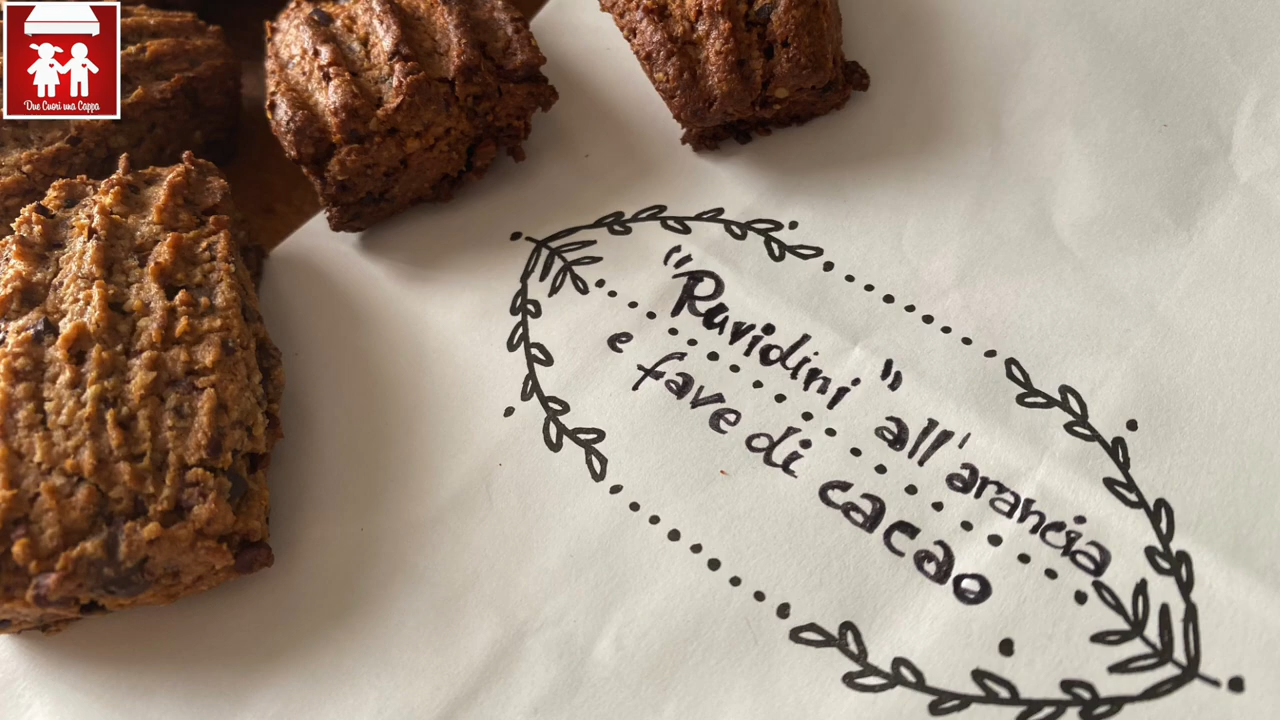 Due Cuori una Cappa
"Ruvidini" all'arancia
e fave di cacao